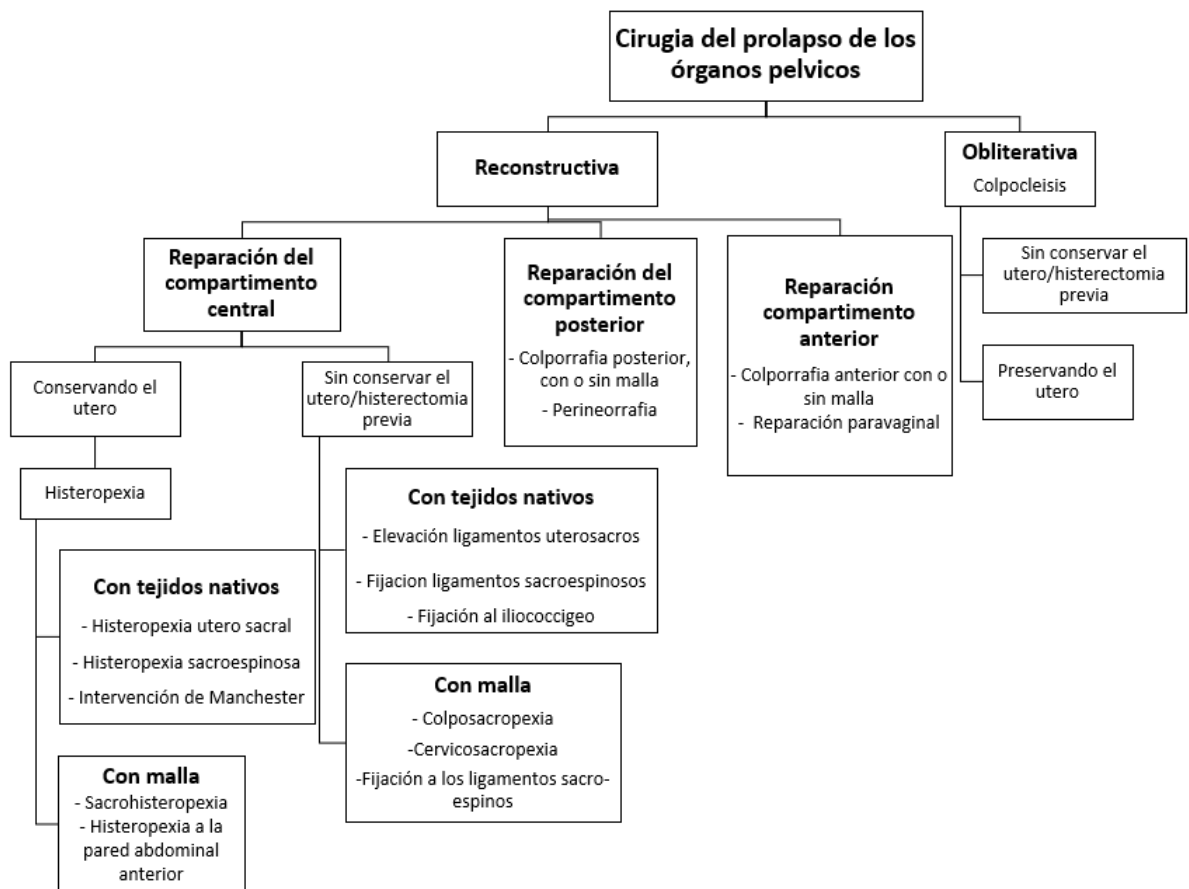 Cirugia del prolapso de los
órganos pelvicos
Reconstructiva
Obliterativa
Colpocleisis
Sin conservar el
utero/histerectomia
previa
Preservando el
utero
Reparación del
compartimento
central
Reparación del
compartimento
posterior
- Colporrafia posterior,
con o sin malla
- Perineorrafia
Reparación
compartimento
anterior
- Colporrafia anterior con o
sin malla
- Reparación paravaginal
Conservando el
utero
Sin conservar el
utero/histerectomia
previa
Histeropexia
Con tejidos nativos
- Histeropexia utero sacral
- Histeropexia sacroespinosa
- Intervención de Manchester
Con malla
- Sacrohisteropexia
- Histeropexia a la
pared abdominal
anterior
Con tejidos nativos
- Elevación ligamentos uterosacros
- Fijacion ligamentos sacroespinosos
- Fijación al iliococcigeo
Con malla
- Colposacropexia
-Cervicosacropexia
-Fijación a los ligamentos sacro-
espinos